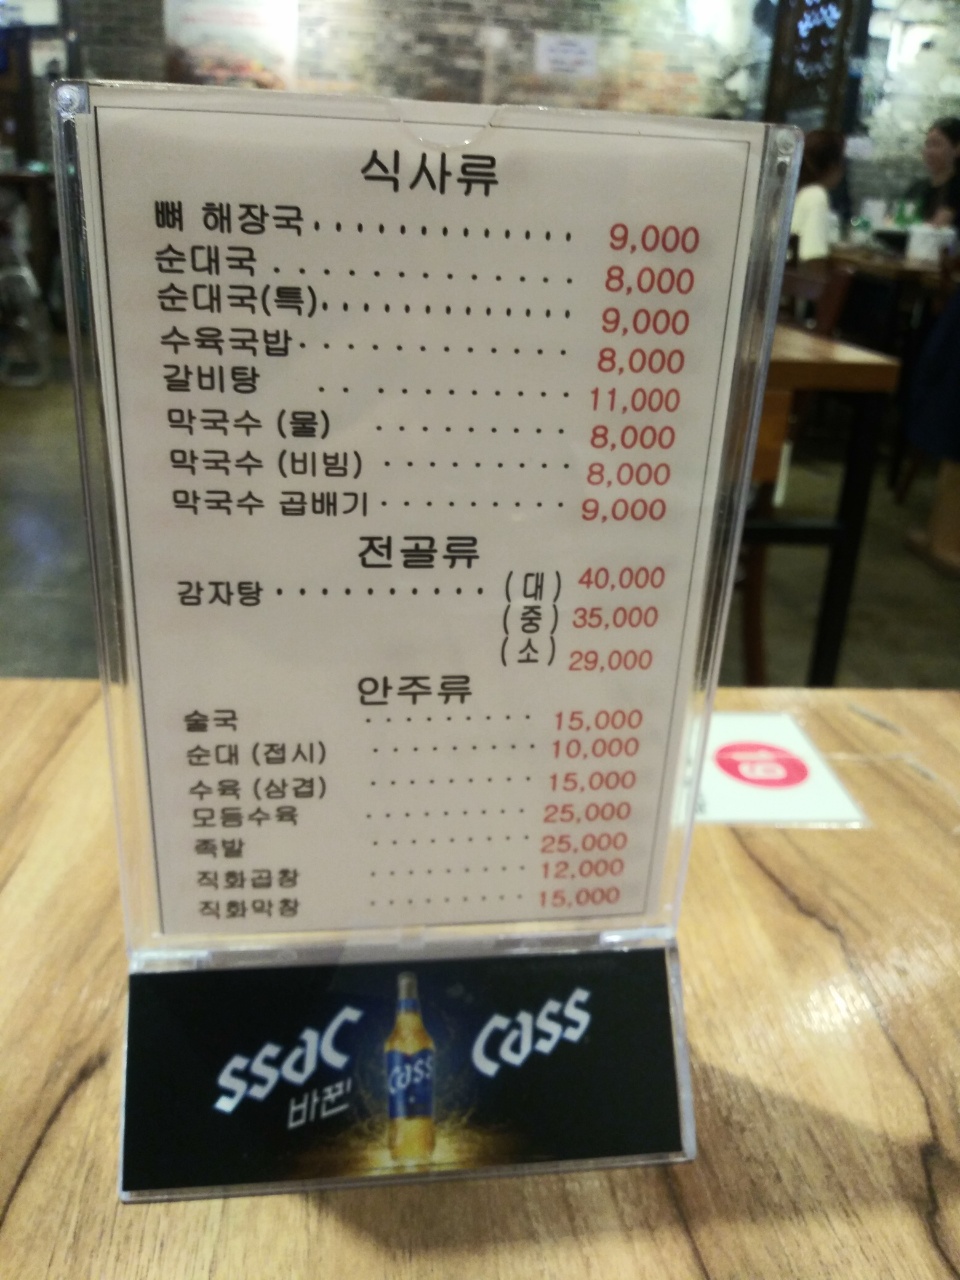 식사류
뼈 해장국 ............. 9,000
순대국 .............. 8,000
순대국(특) ............. 9,000
수육국밥 ............. 8,000
갈비탕 .. .......... 11,000
막국수 (물) .......... 8,000
막국수 (비빔) .......... 8,000
막국수 곱배기 .......... 9,000
전골류
감자탕 ........... (대) 40,000
(중) 35,000
(소) 29,000
안주류
술국 ......... 15,000
순대 (접시) ......... 10,000
수육 (삼겹) ......... 15,000
모듬수육 ......... 25,000
족발 ......... 25,000
직화곱창 ......... 12,000
직화막창 ......... 15,000
ssac 바꾼 Cass
Cass
19